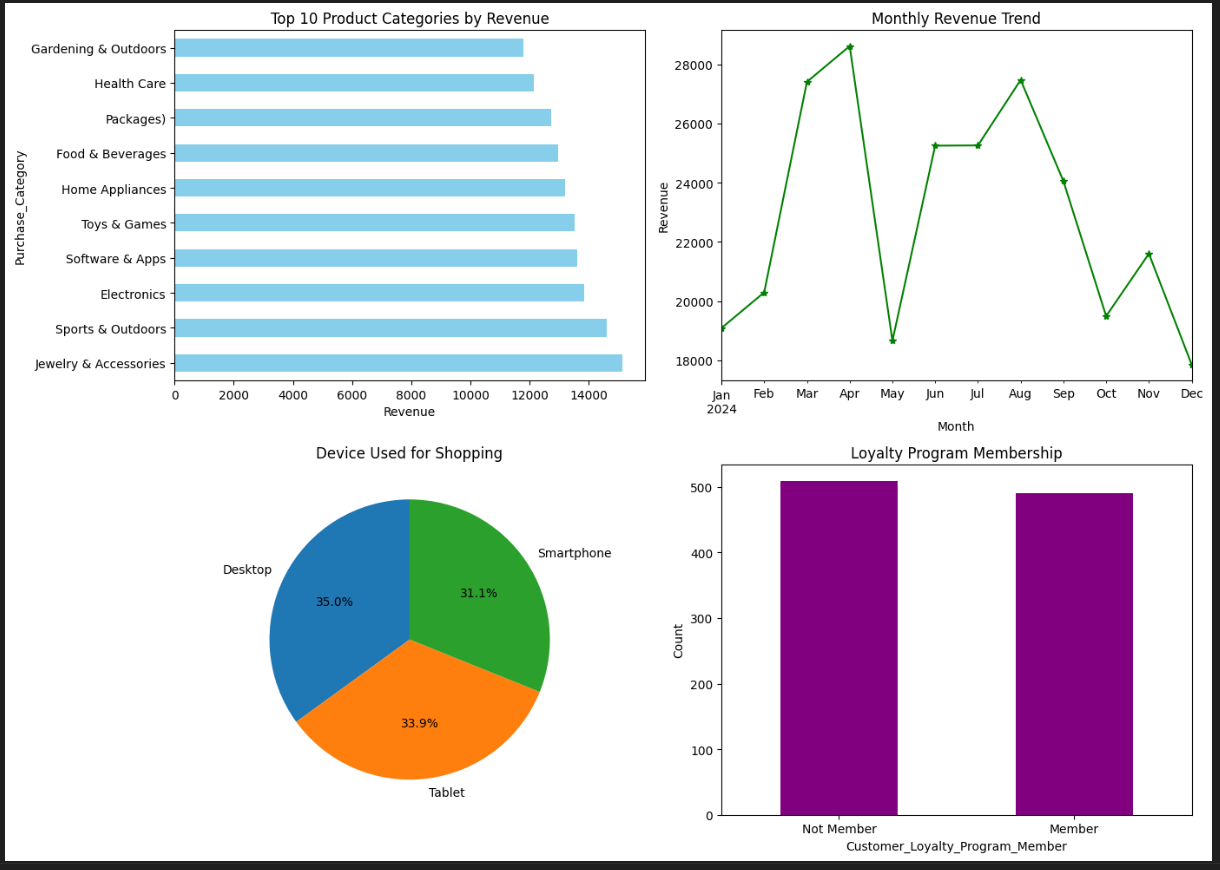 Top 10 Product Categories by Revenue
Purchase_Category
Gardening & Outdoors
Health Care
Packages)
Food & Beverages
Home Appliances
Toys & Games
Software & Apps
Electronics
Sports & Outdoors
Jewelry & Accessories
0 2000 4000 6000 8000 10000 12000 14000
Revenue
Monthly Revenue Trend
Revenue
28000
26000
24000
22000
20000
18000
Jan Feb Mar Apr May Jun Jul Aug Sep Oct Nov Dec
2024
Month
Device Used for Shopping
Smartphone
Desktop
31.1%
35.0%
33.9%
Tablet
Loyalty Program Membership
Count
500
400
300
200
100
0
Not Member Member
Customer_Loyalty_Program_Member